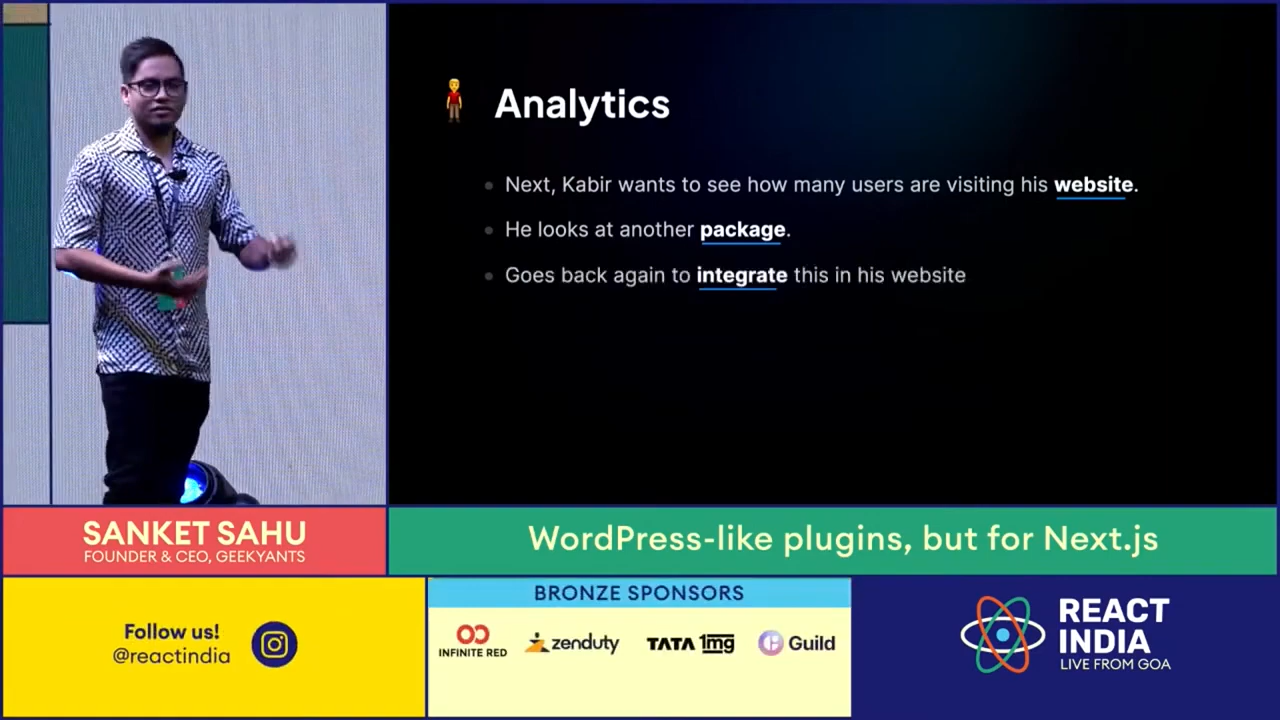 Analytics
Next, Kabir wants to see how many users are visiting his website.
He looks at another package.
Goes back again to integrate this in his website
SANKET SAHU
FOUNDER & CEO, GEEKYANTS
WordPress-like plugins, but for Next.js
Follow us!
@reactindia
BRONZE SPONSORS
INFINITE RED
zenduty
TATA 1mg
Guild
REACT
INDIA
LIVE FROM GOA